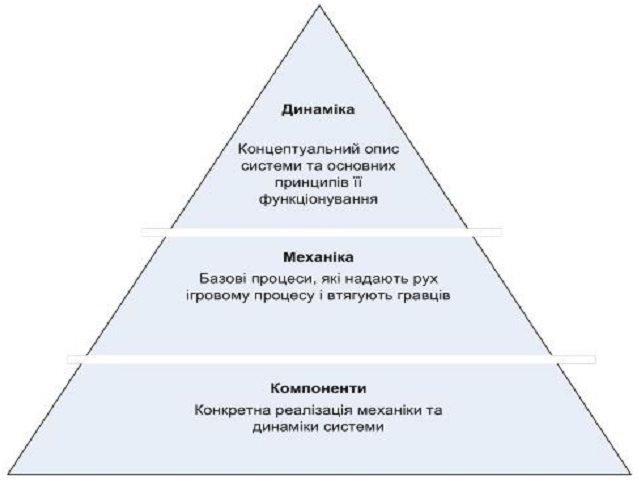 Динаміка
Концептуальний опис
системи та основних
принципів її
функціонування
Механіка
Базові процеси, які надають рух
ігровому процесу і втягують гравців
Компоненти
Конкретна реалізація механіки та
динаміки системи